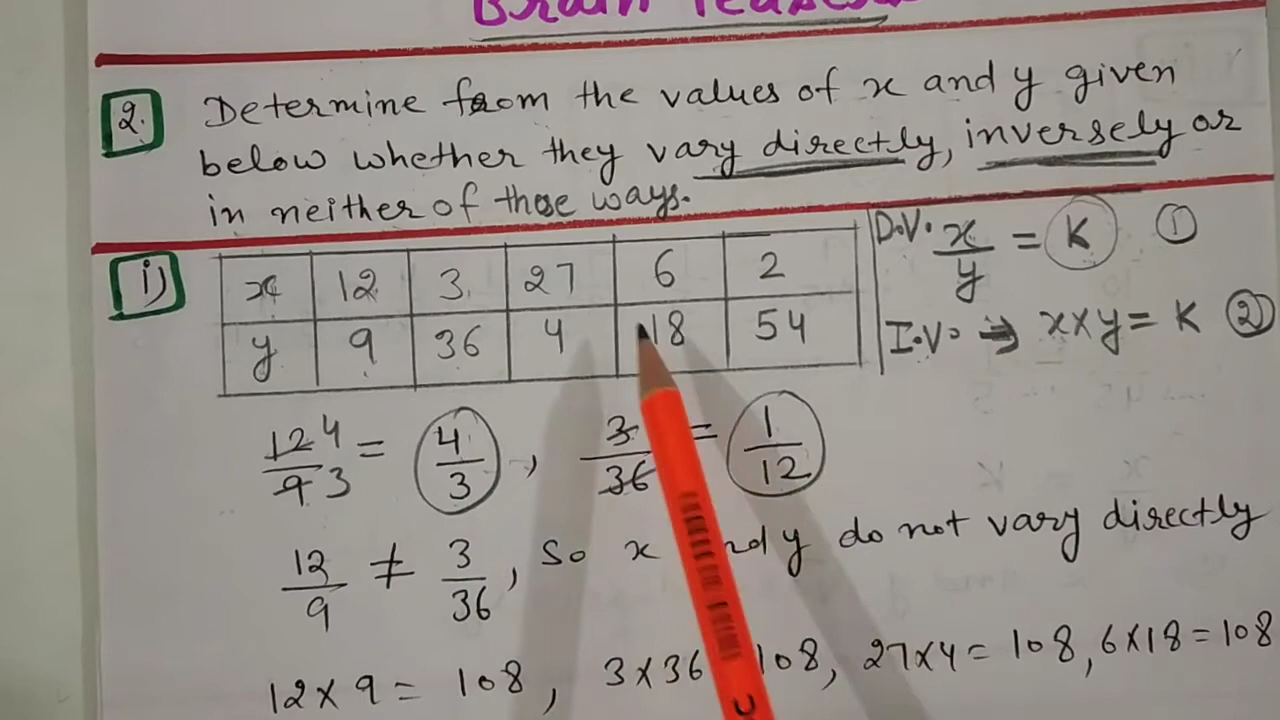 Brain Teasers
2. Determine from the values of x and y given
below whether they vary directly, inversely or
in neither of those ways.
i) x 12 3 27 6 2
y 9 36 4 18 54
D.V. x/y = K ①
I.V. → x×y = K ②
12/9 4/3 = 4/3, 3/36 = 1/12
12/9 ≠ 3/36, so x and y do not vary directly
12×9 = 108, 3×36 108, 27×4 = 108, 6×18 = 108